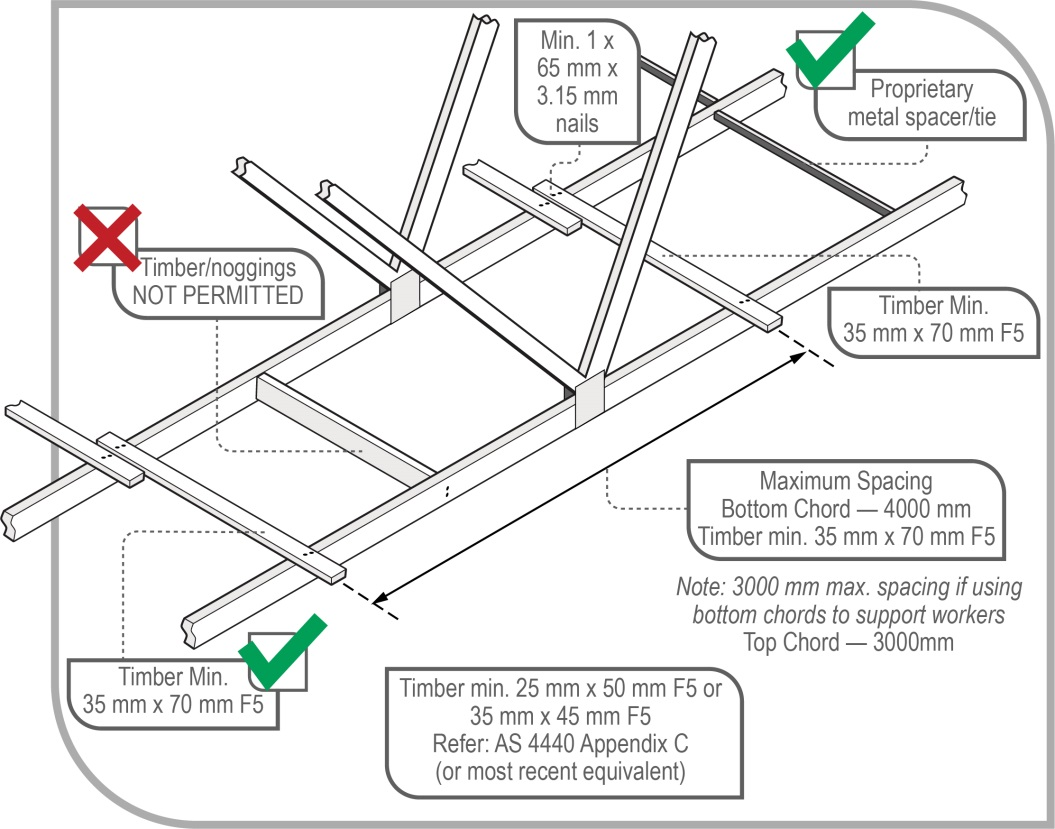 Min. 1 x
65 mm x
3.15 mm
nails
Proprietary
metal spacer/tie
Timber/noggings
NOT PERMITTED
Timber Min.
35 mm x 70 mm F5
Maximum Spacing
Bottom Chord — 4000 mm
Timber min. 35 mm x 70 mm F5
Note: 3000 mm max. spacing if using
bottom chords to support workers
Top Chord — 3000mm
Timber Min.
35 mm x 70 mm F5
Timber min. 25 mm x 50 mm F5 or
35 mm x 45 mm F5
Refer: AS 4440 Appendix C
(or most recent equivalent)